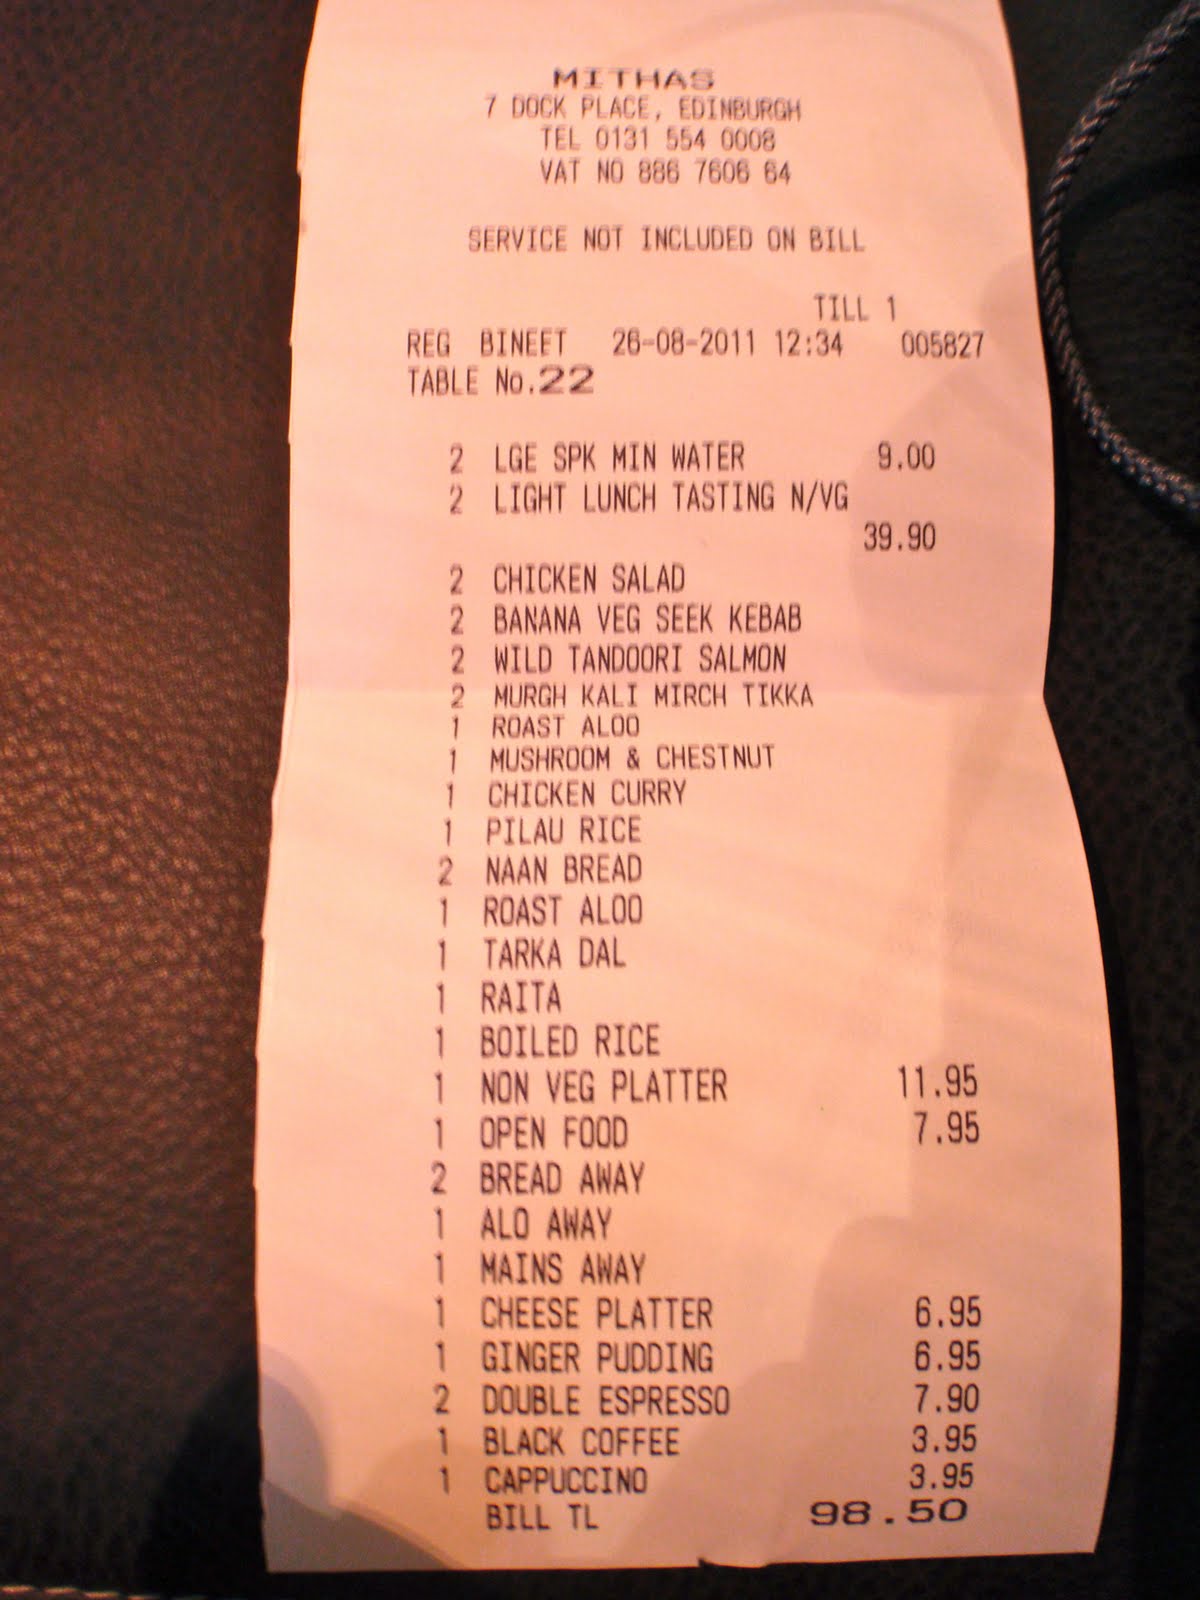 MITHAS
7 DOCK PLACE, EDINBURGH
TEL 0131 554 0008
VAT NO 886 7606 64
SERVICE NOT INCLUDED ON BILL
TILL 1
REG BINEET 26-08-2011 12:34 005827
TABLE No.22
2 LGE SPK MIN WATER 9.00
2 LIGHT LUNCH TASTING N/VG
39.90
2 CHICKEN SALAD
2 BANANA VEG SEEK KEBAB
2 WILD TANDOORI SALMON
2 MURGH KALI MIRCH TIKKA
1 ROAST ALOO
1 MUSHROOM & CHESTNUT
1 CHICKEN CURRY
1 PILAU RICE
2 NAAN BREAD
1 ROAST ALOO
1 TARKA DAL
1 RAITA
1 BOILED RICE
1 NON VEG PLATTER 11.95
1 OPEN FOOD 7.95
2 BREAD AWAY
1 ALO AWAY
1 MAINS AWAY
1 CHEESE PLATTER 6.95
1 GINGER PUDDING 6.95
2 DOUBLE ESPRESSO 7.90
1 BLACK COFFEE 3.95
1 CAPPUCCINO 3.95
BILL TL 98.50